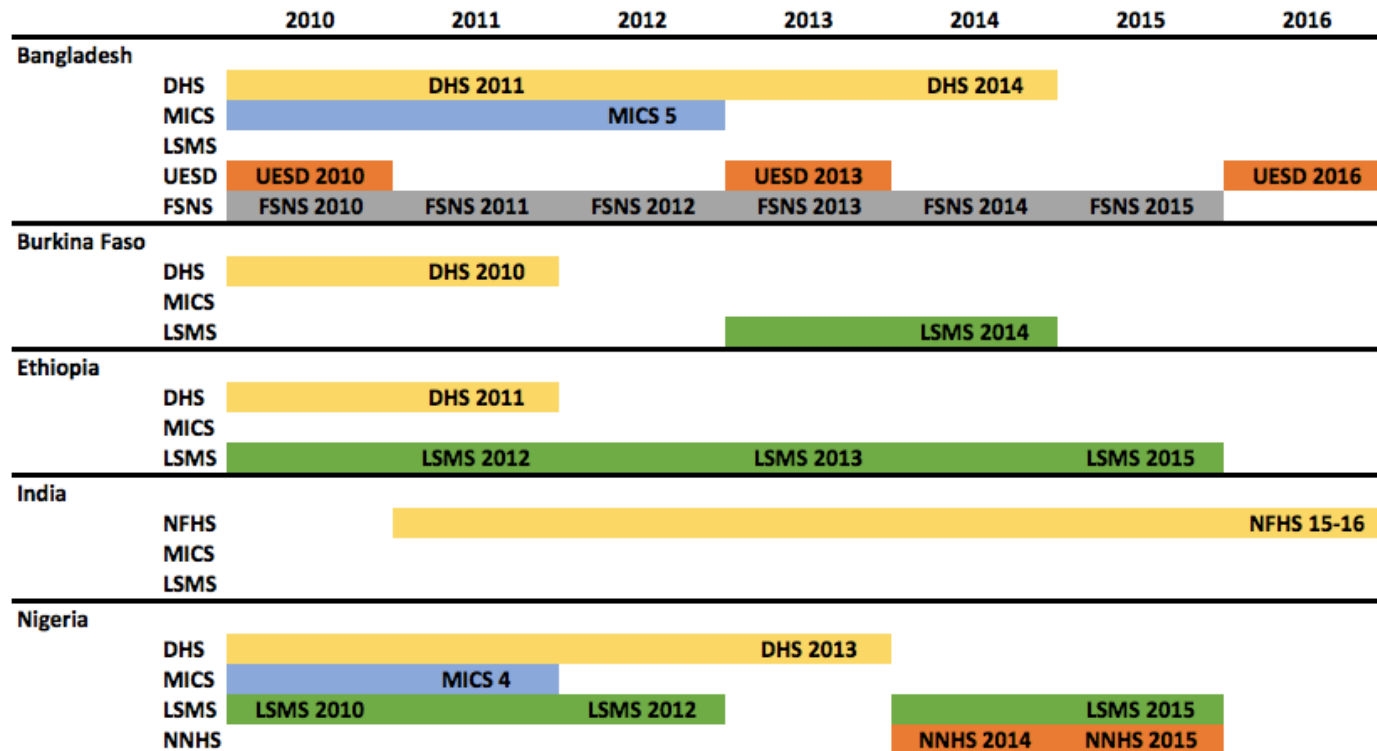 2010 2011 2012 2013 2014 2015 2016
Bangladesh
DHS DHS 2011 DHS 2014
MICS MICS 5
LSMS
UESD UESD 2010 UESD 2013 UESD 2016
FSNS FSNS 2010 FSNS 2011 FSNS 2012 FSNS 2013 FSNS 2014 FSNS 2015
Burkina Faso
DHS DHS 2010
MICS
LSMS LSMS 2014
Ethiopia
DHS DHS 2011
MICS
LSMS LSMS 2012 LSMS 2013 LSMS 2015
India
NFHS NFHS 15-16
MICS
LSMS
Nigeria
DHS DHS 2013
MICS MICS 4
LSMS LSMS 2010 LSMS 2012 LSMS 2015
NNHS NNHS 2014 NNHS 2015